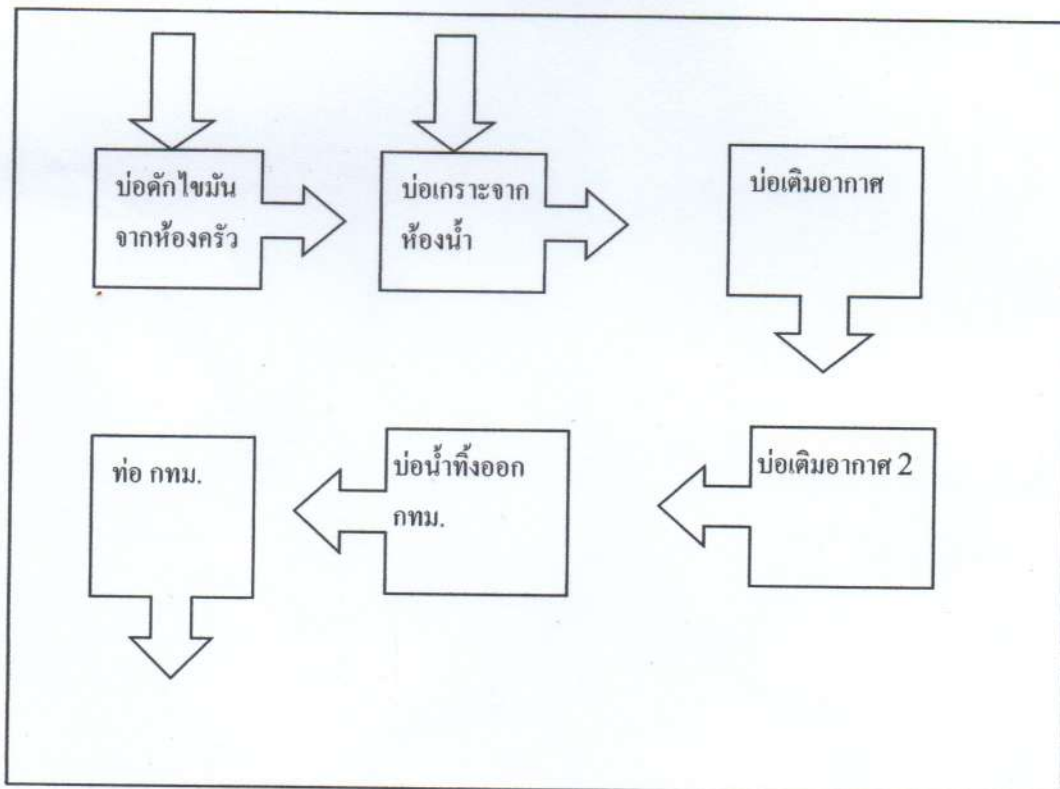 บ่อดักไขมัน
จากห้องครัว
บ่อเกราะจาก
ห้องน้ำ
บ่อเติมอากาศ
บ่อเติมอากาศ 2
บ่อน้ำทิ้งออก
กทม.
ท่อ กทม.